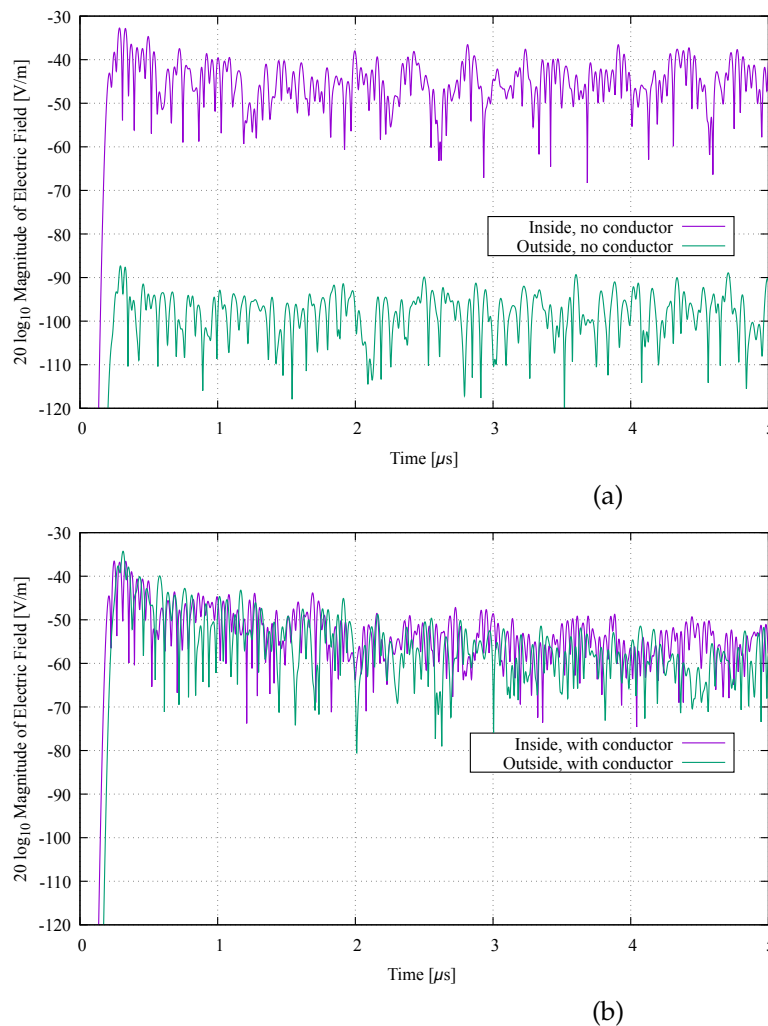 -30
-40
-50
-60
-70
-80
-90
-100
-110
-120
20 log10 Magnitude of Electric Field [V/m]
Inside, no conductor
Outside, no conductor
0 1 2 3 4 5
Time [µs]
(a)
-30
-40
-50
-60
-70
-80
-90
-100
-110
-120
20 log10 Magnitude of Electric Field [V/m]
Inside, with conductor
Outside, with conductor
0 1 2 3 4 5
Time [µs]
(b)